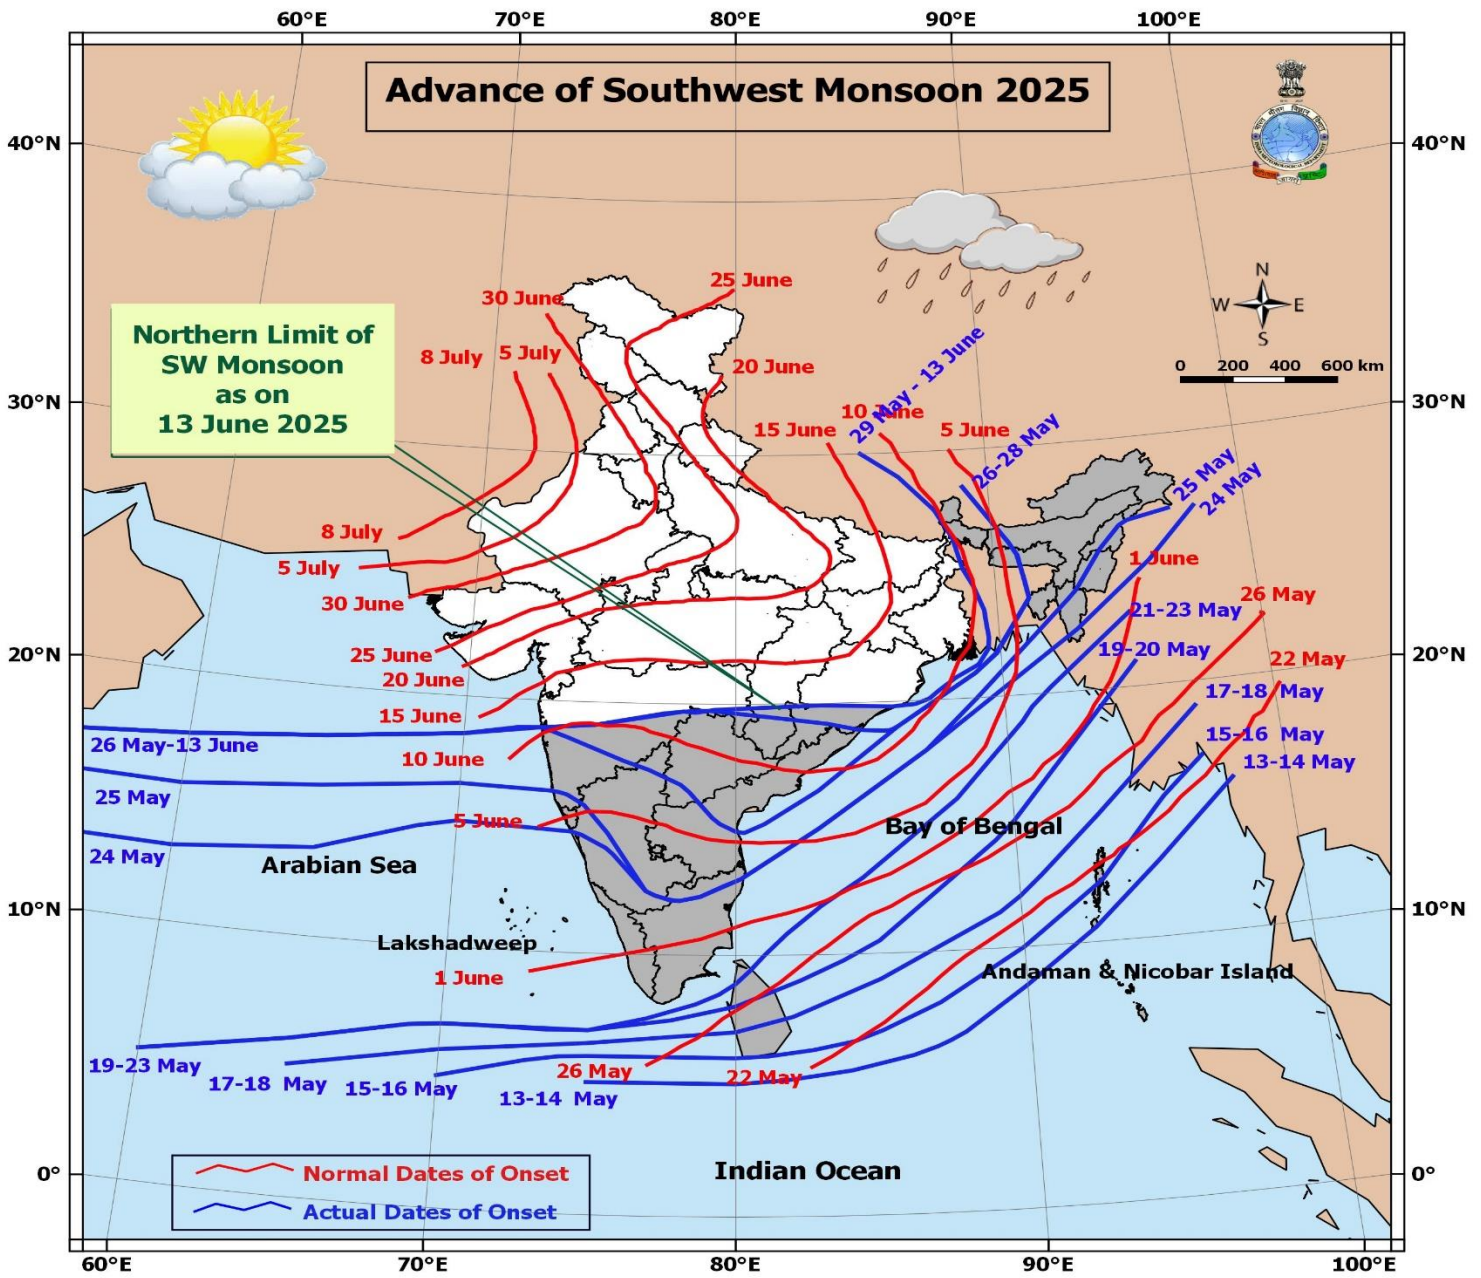 60°E 70°E 80°E 90°E 100°E
Advance of Southwest Monsoon 2025
40°N 40°N
N
W E
S
25 June
30 June
Northern Limit of
SW Monsoon
as on
13 June 2025
8 July 5 July
20 June
0 200 400 600 km
30°N 30°N
29 May - 13 June
10 June
15 June
5 June
26-28 May
25 May
24 May
8 July
5 July
30 June
1 June
26 May
21-23 May
19-20 May
20°N 20°N
25 June
22 May
20 June
17-18 May
15 June
15-16 May
26 May-13 June
10 June
13-14 May
25 May
5 June
Bay of Bengal
24 May
Arabian Sea
10°N 10°N
Lakshadweep
1 June
Andaman & Nicobar Island
19-23 May
17-18 May
15-16 May
13-14 May
26 May
22 May
Indian Ocean
0° 0°
Normal Dates of Onset
Actual Dates of Onset
60°E 70°E 80°E 90°E 100°E